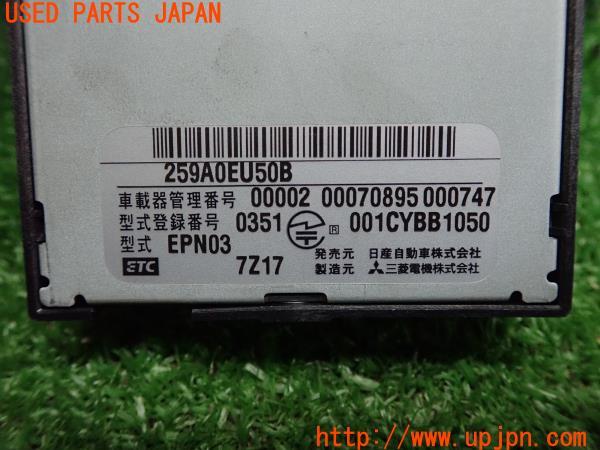 USED PARTS JAPAN
259A0EU50B
車載器管理番号 00002 00070895 000747
型式登録番号 0351 R 001CYBB1050
型式 EPN03 発売元 日産自動車株式会社
ETC 7Z17 製造元 三菱電機株式会社
http://www.upjpn.com/